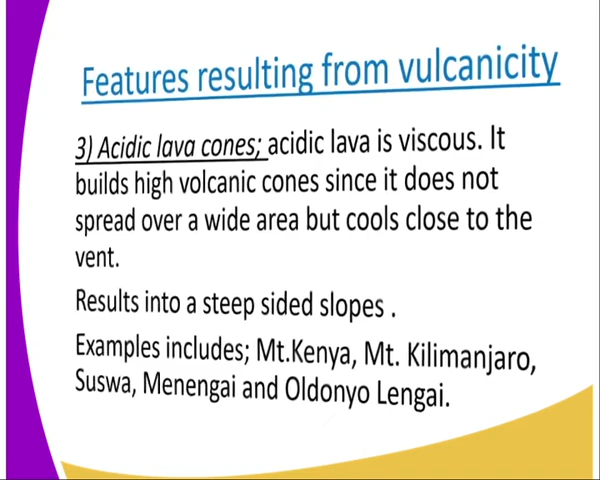 Features resulting from vulcanicity
3) Acidic lava cones; acidic lava is viscous. It
builds high volcanic cones since it does not
spread over a wide area but cools close to the
vent.
Results into a steep sided slopes .
Examples includes; Mt.Kenya, Mt. Kilimanjaro,
Suswa, Menengai and Oldonyo Lengai.